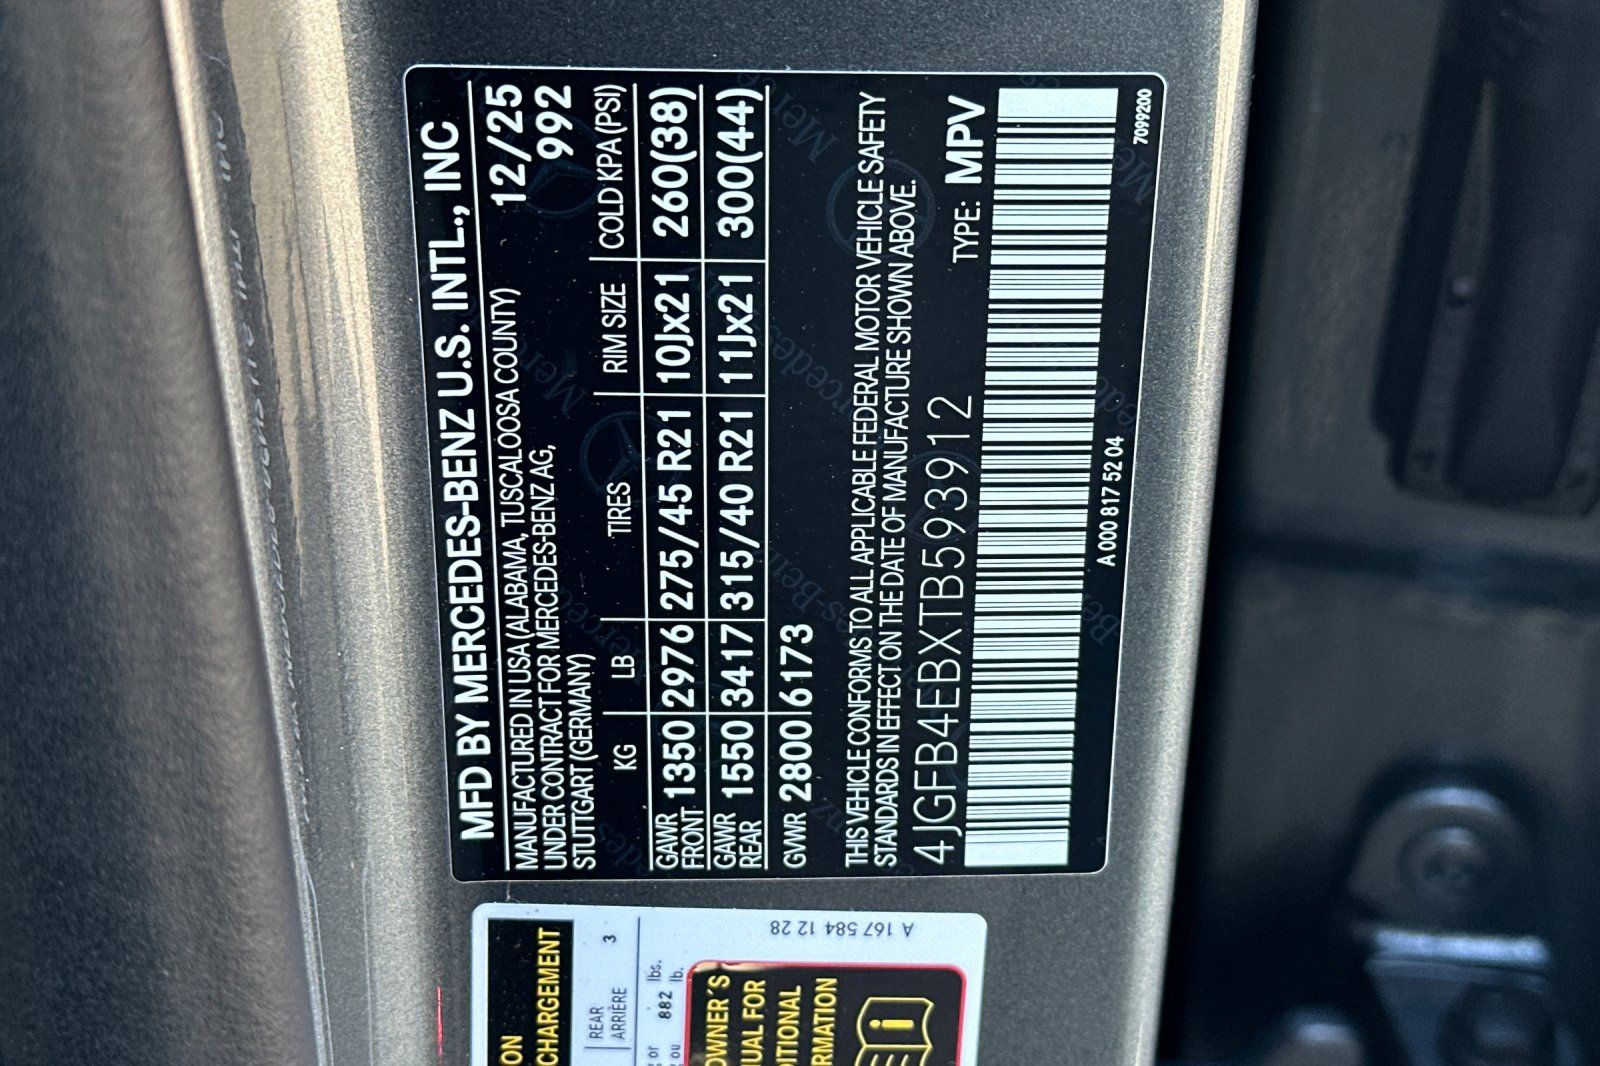 MFD BY MERCEDES-BENZ U.S. INTL., INC
MANUFACTURED IN USA (ALABAMA, TUSCALOOSA COUNTY) 12/25
UNDER CONTRACT FOR MERCEDES-BENZ AG, 992
STUTTGART (GERMANY)
KG LB TIRES RIM SIZE COLD KPA (PSI)
GAWR FRONT 1350 2976 275/45 R21 10Jx21 260(38)
GAWR REAR 1550 3417 315/40 R21 11Jx21 300(44)
GVWR 2800 6173
THIS VEHICLE CONFORMS TO ALL APPLICABLE FEDERAL MOTOR VEHICLE SAFETY
STANDARDS IN EFFECT ON THE DATE OF MANUFACTURE SHOWN ABOVE.
4JGFB4EBXTB593912 TYPE: MPV
A 000 817 52 04
7099200
REAR
ARRIÈRE 3
or 882 lbs.
ou lb.
OWNER'S
FOR
A 167 584 12 28